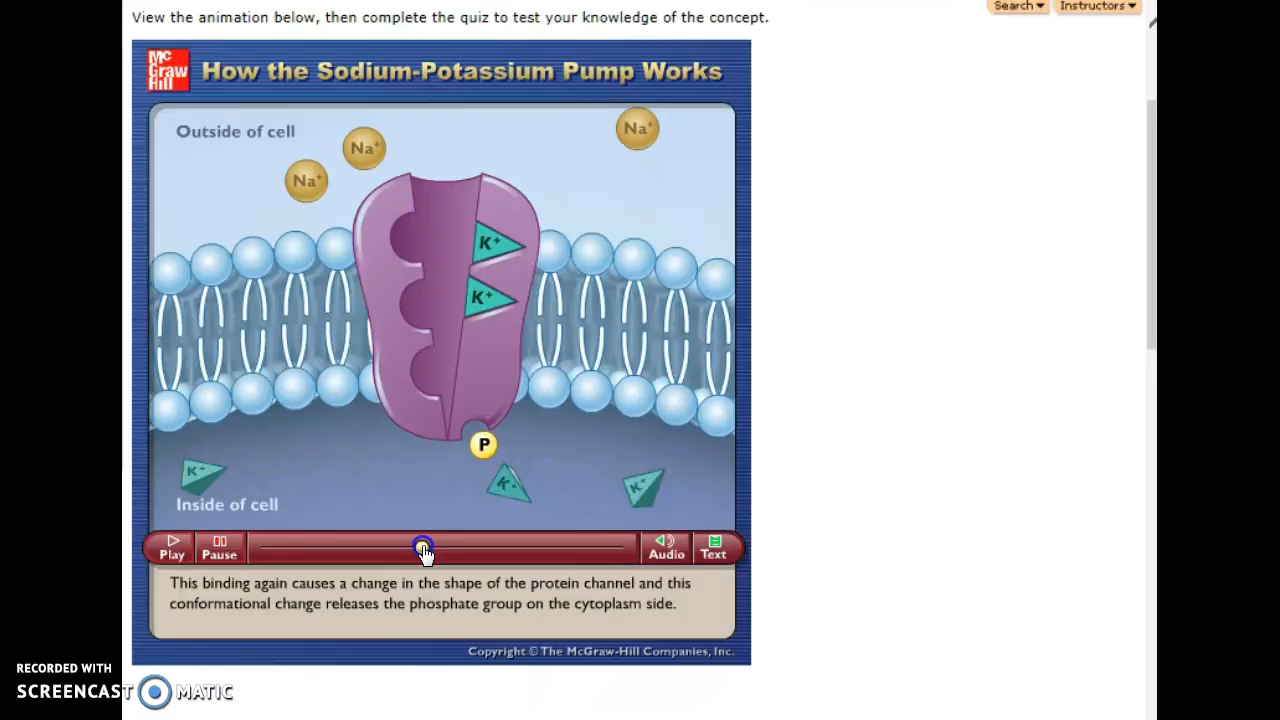 View the animation below, then complete the quiz to test your knowledge of the concept.
Search Instructors
Mc
Graw
Hill
How the Sodium-Potassium Pump Works
Outside of cell
Na+
Na+
Na+
K+
K+
P
K+
K+
K+
Inside of cell
Play Pause Audio Text
This binding again causes a change in the shape of the protein channel and this
conformational change releases the phosphate group on the cytoplasm side.
Copyright © The McGraw-Hill Companies, Inc.
RECORDED WITH
SCREENCAST MATIC